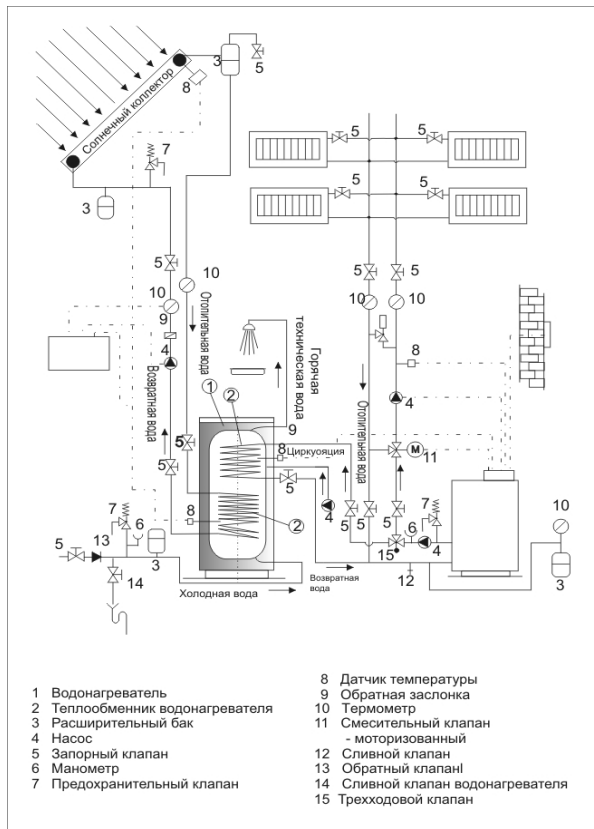 Солнечный коллектор
3
5
8
7
3
5
5
5
5
5
10
5
5
10
10
10
9
4
8
4
Отопительная вода
Возвратная вода
Горячая
техническая вода
Отопительная вода
1
2
9
5
8
Циркуояция
5
М
11
5
4
5
5
7
6
8
2
7
6
4
10
5
13
3
15
14
12
3
Холодная вода
Возвратная
вода
1 Водонагреватель
2 Теплообменник водонагревателя
3 Расширительный бак
4 Насос
5 Запорный клапан
6 Манометр
7 Предохранительный клапан
8 Датчик температуры
9 Обратная заслонка
10 Термометр
11 Смесительный клапан
- моторизованный
12 Сливной клапан
13 Обратный клапанl
14 Сливной клапан водонагревателя
15 Трехходовой клапан